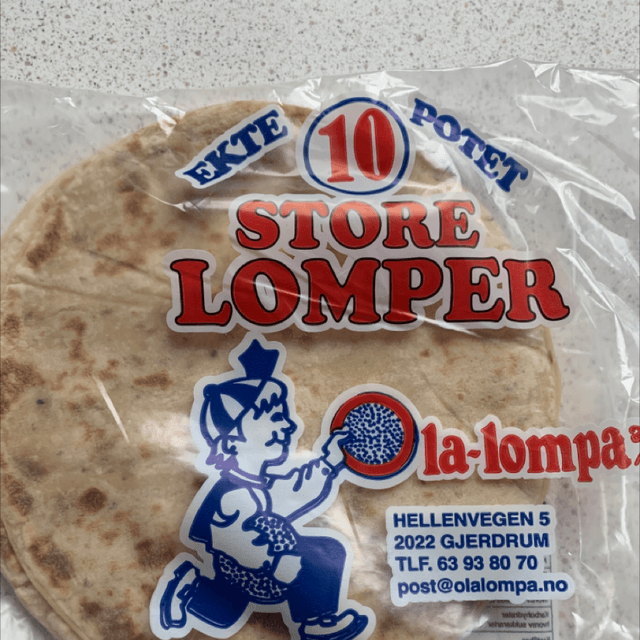 EKTE 10 POTET
STORE
LOMPER
Ola-lompa
HELLENVEGEN 5
2022 GJERDRUM
TLF. 63 93 80 70
post@olalompa.no